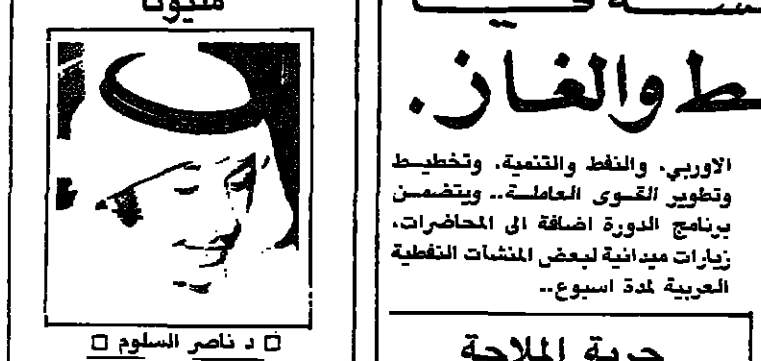 ط والغاز.
الاوربي، والنفط والتنمية، وتخطيط
وتطوير القوى العاملة.. ويتضمن
برنامج الدورة اضافة الى المحاضرات،
زيارات ميدانية لبعض المنشآت النفطية
العربية لمدة اسبوع..
حرية الملاحة
مليونا
□ د ناصر السلوم □